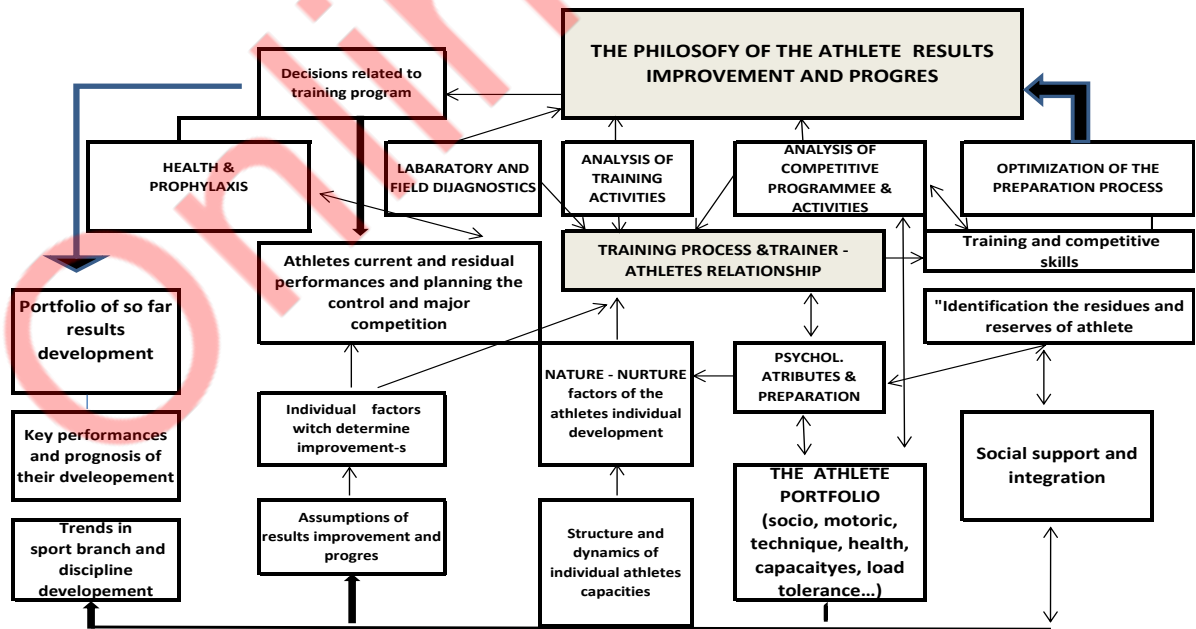 THE PHILOSOFY OF THE ATHLETE RESULTS
IMPROVEMENT AND PROGRES
Decisions related to
training program
HEALTH &
PROPHYLAXIS
LABARATORY AND
FIELD DIJAGNOSTICS
ANALYSIS OF
TRAINING
ACTIVITIES
ANALYSIS OF
COMPETITIVE
PROGRAMMEE &
ACTIVITIES
OPTIMIZATION OF THE
PREPARATION PROCESS
Athletes current and residual
performances and planning the
control and major
competition
TRAINING PROCESS &TRAINER -
ATHLETES RELATIONSHIP
Training and competitive
skills
Portfolio of so far
results
development
"Identification the residues and
reserves of athlete
NATURE - NURTURE
factors of the
athletes individual
development
PSYCHOL.
ATRIBUTES &
PREPARATION
Individual factors
witch determine
improvement-s
Key performances
and prognosis of
their dveleopement
Social support and
integration
THE ATHLETE
PORTFOLIO
(socio, motoric,
technique, health,
capacaityes, load
tolerance...)
Assumptions of
results improvement and
progres
Structure and
dynamics of
individual athletes
capacities
Trends in
sport branch and
discipline
developement
Onlin